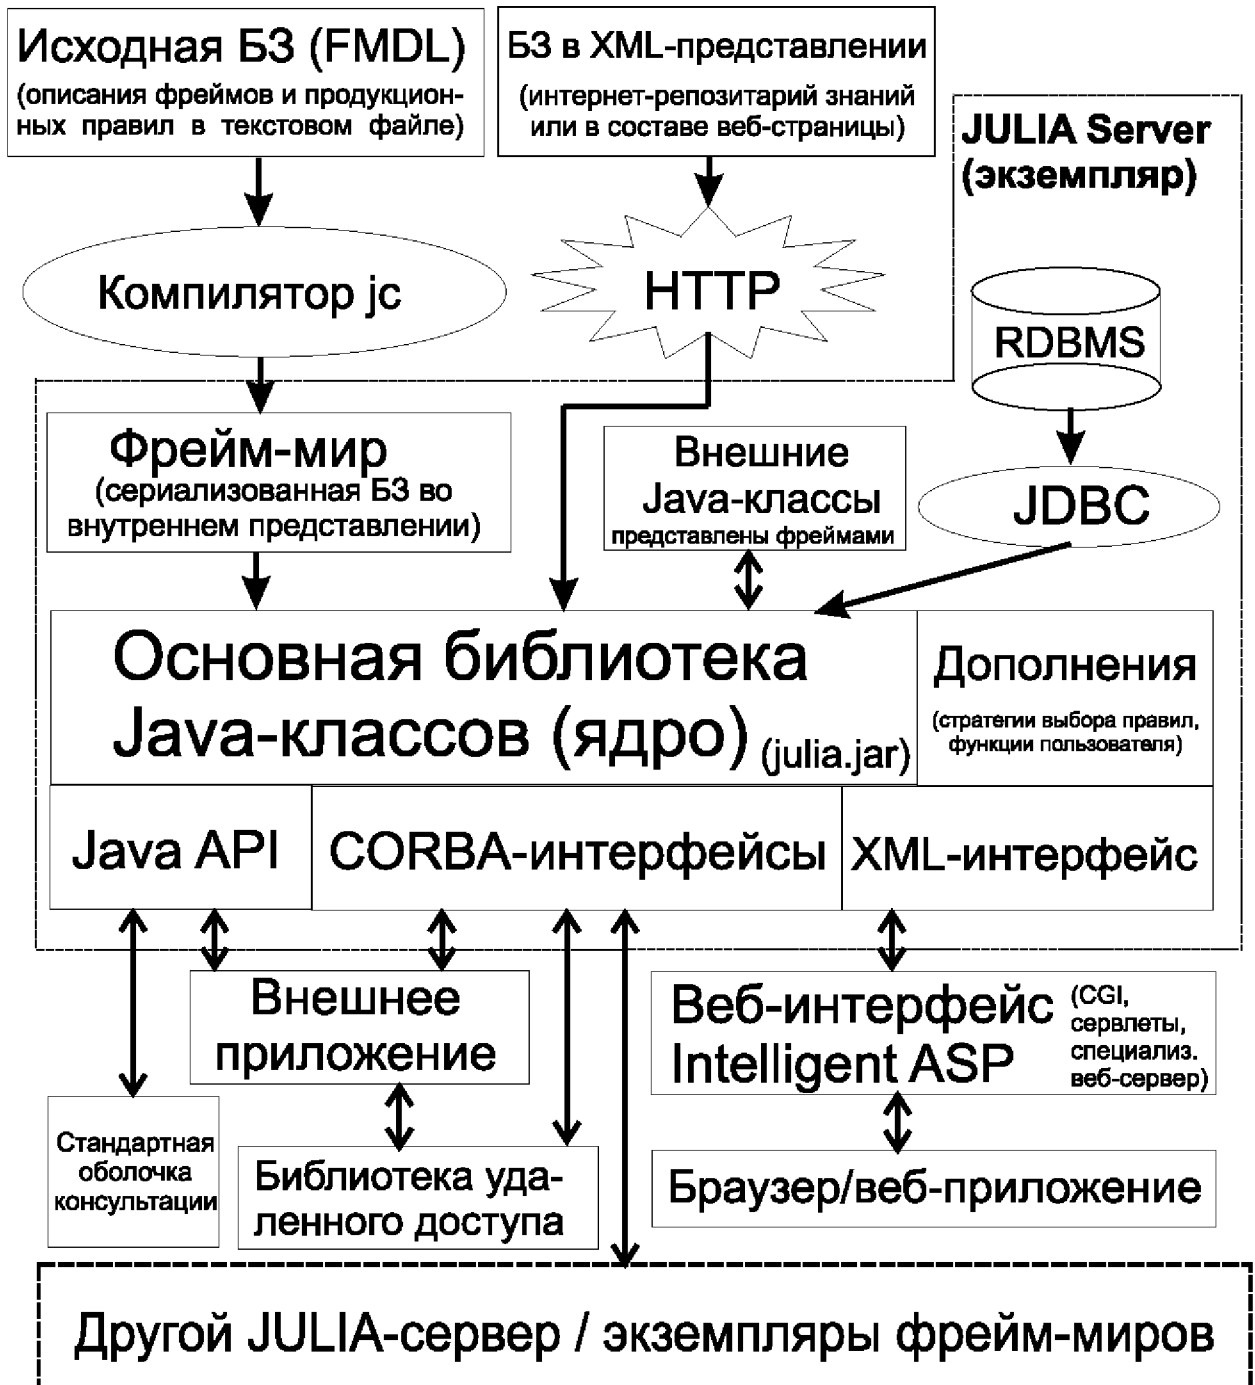 Исходная БЗ (FMDL)
(описания фреймов и продукцион-
ных правил в текстовом файле)
БЗ в XML-представлении
(интернет-репозитарий знаний
или в составе веб-страницы)
JULIA Server
(экземпляр)
Компилятор jc
HTTP
RDBMS
Фрейм-мир
(сериализованная БЗ во
внутреннем представлении)
Внешние
Java-классы
представлены фреймами
JDBC
Основная библиотека
Java-классов (ядро) (julia.jar)
Дополнения
(стратегии выбора правил,
функции пользователя)
Java API
CORBA-интерфейсы
XML-интерфейс
Внешнее
приложение
Веб-интерфейс
Intelligent ASP
(CGI,
сервлеты,
специализ.
веб-сервер)
Стандартная
оболочка
консультации
Библиотека уда-
ленного доступа
Браузер/веб-приложение
Другой JULIA-сервер / экземпляры фрейм-миров